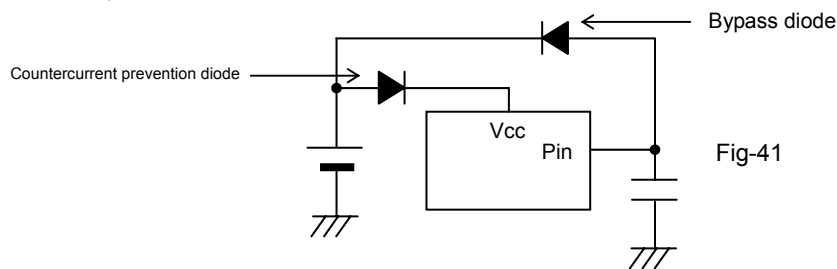 Bypass diode
Countercurrent prevention diode
Vcc
Pin
Fig-41